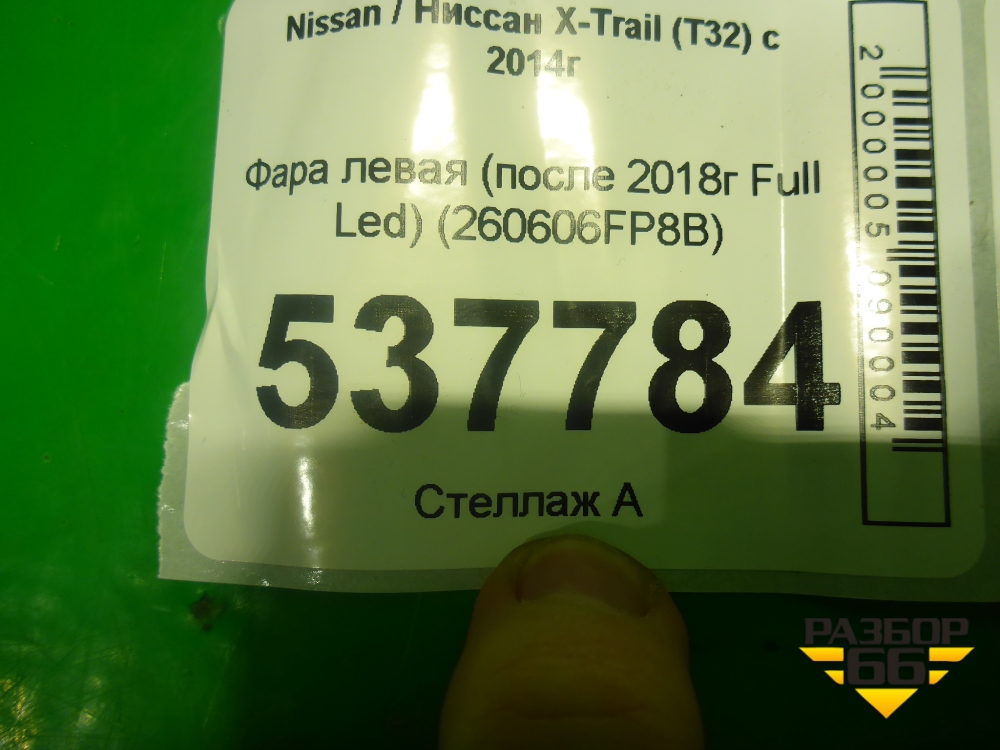 Nissan / Ниссан X-Trail (T32) с
2014г
Фара левая (после 2018г Full
Led) (260606FP8B)
537784
Стеллаж А
2000005090004
РАЗБОР
66